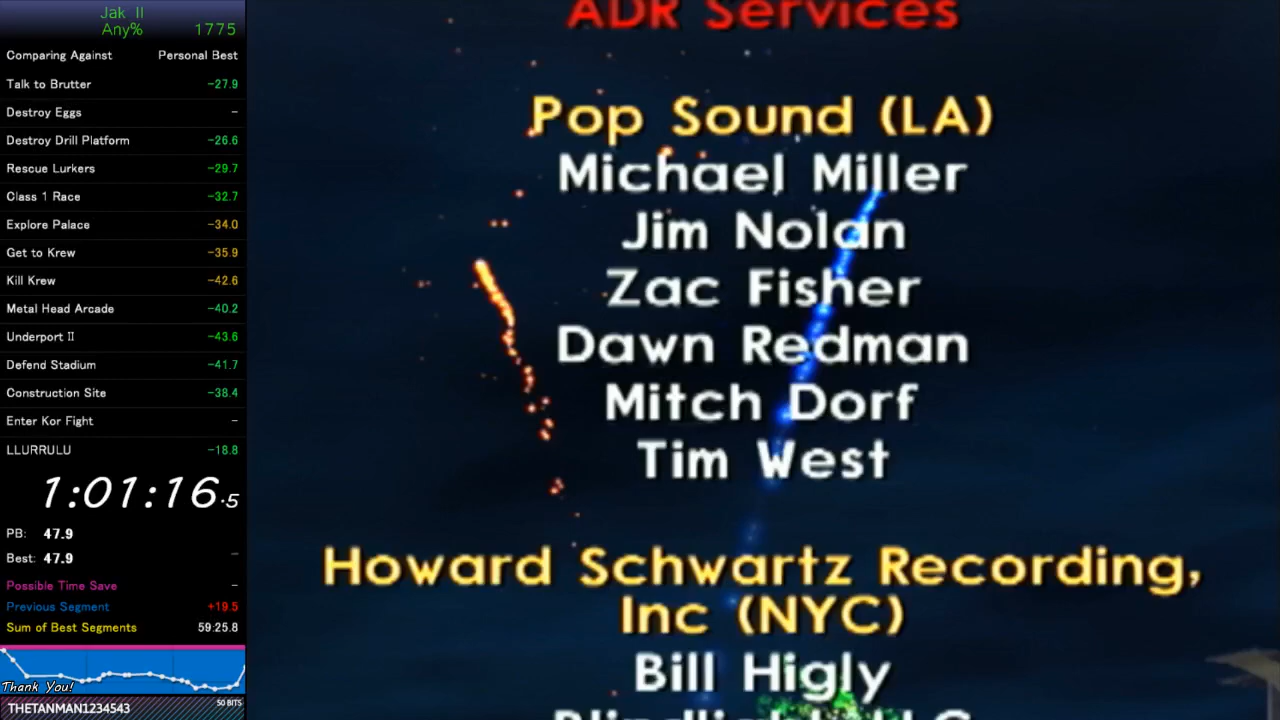 Jak II
Any% 1775
Comparing Against Personal Best
Talk to Brutter -27.9
Destroy Eggs -
Destroy Drill Platform -26.6
Rescue Lurkers -29.7
Class 1 Race -32.7
Explore Palace -34.0
Get to Krew -35.9
Kill Krew -42.6
Metal Head Arcade -40.2
Underport II -43.6
Defend Stadium -41.7
Construction Site -38.4
Enter Kor Fight -
LLURRULU -18.8
1:01:16.5
PB: 47.9
Best: 47.9 -
Possible Time Save -
Previous Segment +19.5
Sum of Best Segments 59:25.8
Thank You!
THETANMAN1234543 50 BITS
ADR Services
Pop Sound (LA)
Michael Miller
Jim Nolan
Zac Fisher
Dawn Redman
Mitch Dorf
Tim West
Howard Schwartz Recording,
Inc (NYC)
Bill Higly